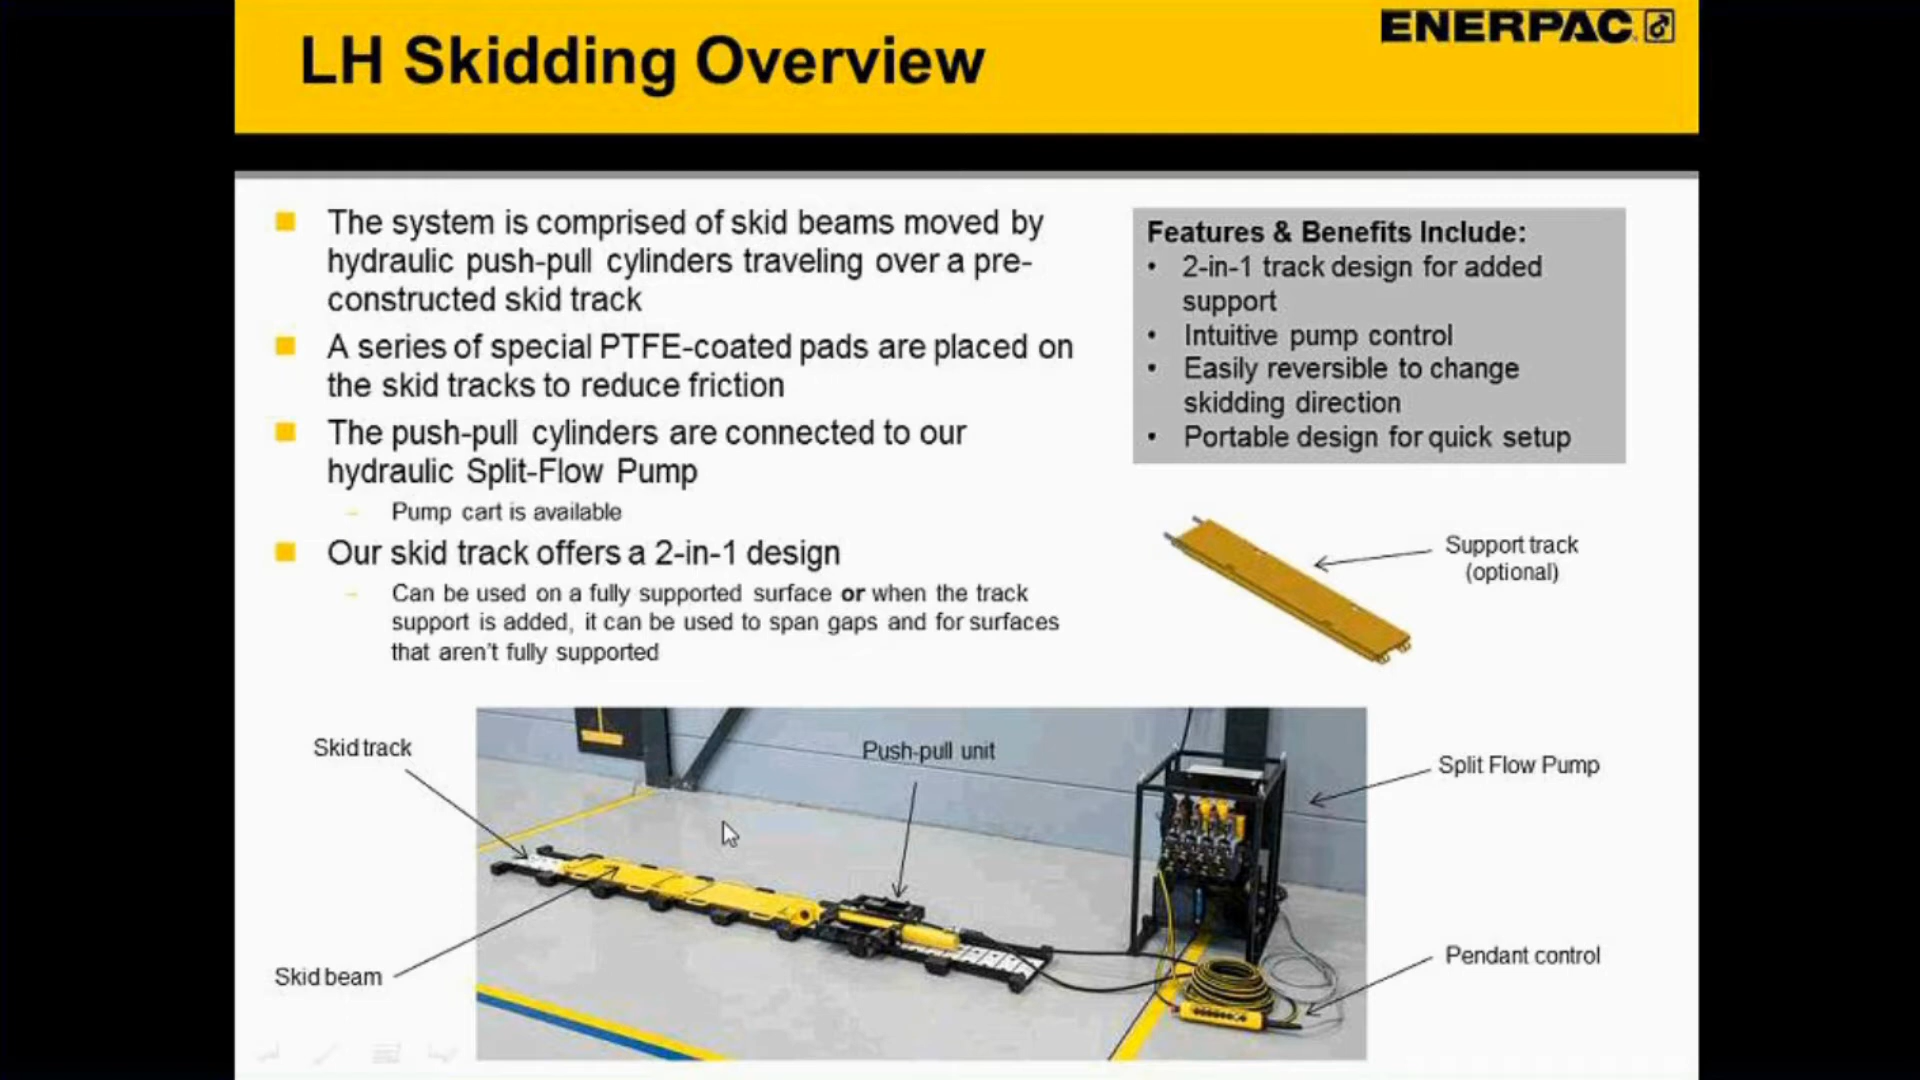 LH Skidding Overview
ENERPAC
The system is comprised of skid beams moved by
hydraulic push-pull cylinders traveling over a pre-
constructed skid track
A series of special PTFE-coated pads are placed on
the skid tracks to reduce friction
The push-pull cylinders are connected to our
hydraulic Split-Flow Pump
– Pump cart is available
Our skid track offers a 2-in-1 design
– Can be used on a fully supported surface or when the track
support is added, it can be used to span gaps and for surfaces
that aren't fully supported
Features & Benefits Include:
• 2-in-1 track design for added
support
• Intuitive pump control
• Easily reversible to change
skidding direction
• Portable design for quick setup
Support track
(optional)
Skid track
Push-pull unit
Split Flow Pump
Skid beam
Pendant control